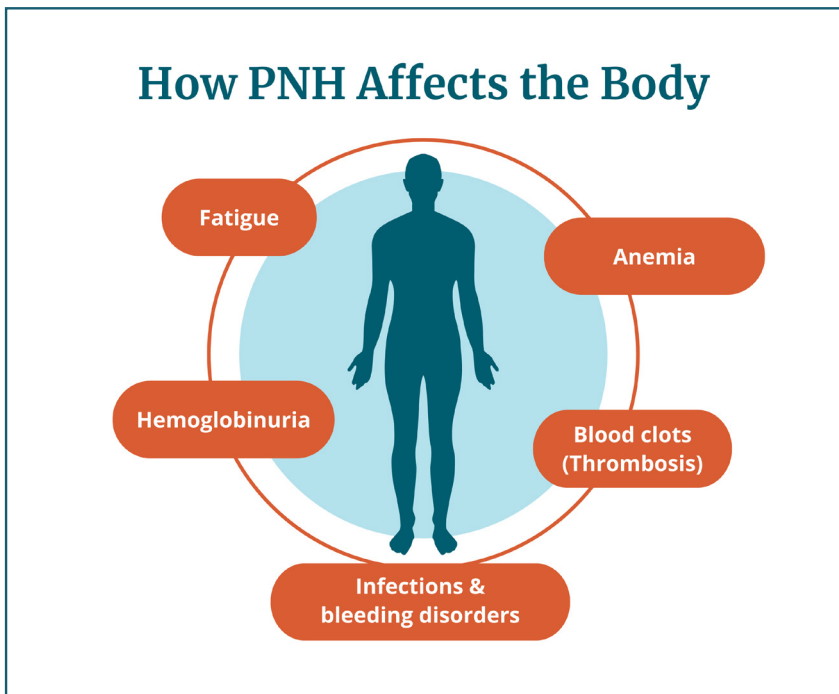 How PNH Affects the Body
Fatigue
Anemia
Hemoglobinuria
Blood clots
(Thrombosis)
Infections &
bleeding disorders